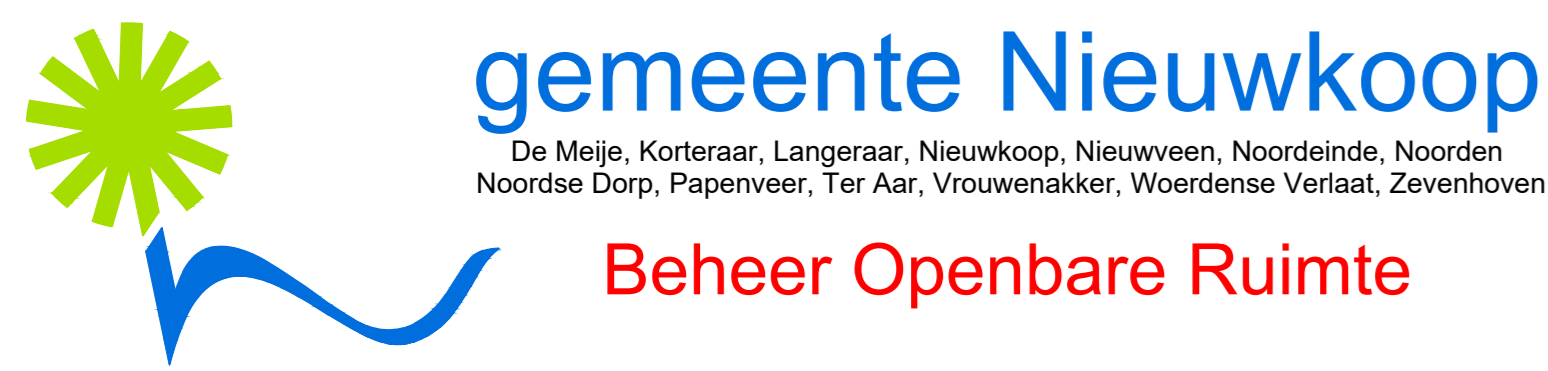 gemeente Nieuwkoop
De Meije, Korteraar, Langeraar, Nieuwkoop, Nieuwveen, Noordeinde, Noorden
Noordse Dorp, Papenveer, Ter Aar, Vrouwenakker, Woerdense Verlaat, Zevenhoven
Beheer Openbare Ruimte